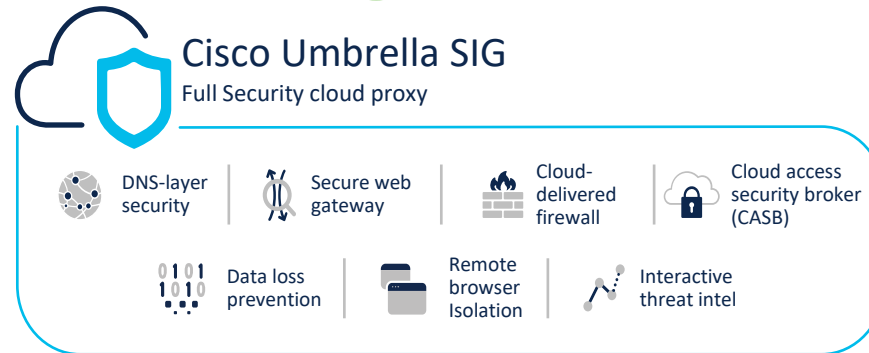 Cisco Umbrella SIG
Full Security cloud proxy
DNS-layer
security
Secure web
gateway
Cloud-
delivered
firewall
Cloud access
security broker
(CASB)
0101
1010
Data loss
prevention
Remote
browser
Isolation
Interactive
threat intel